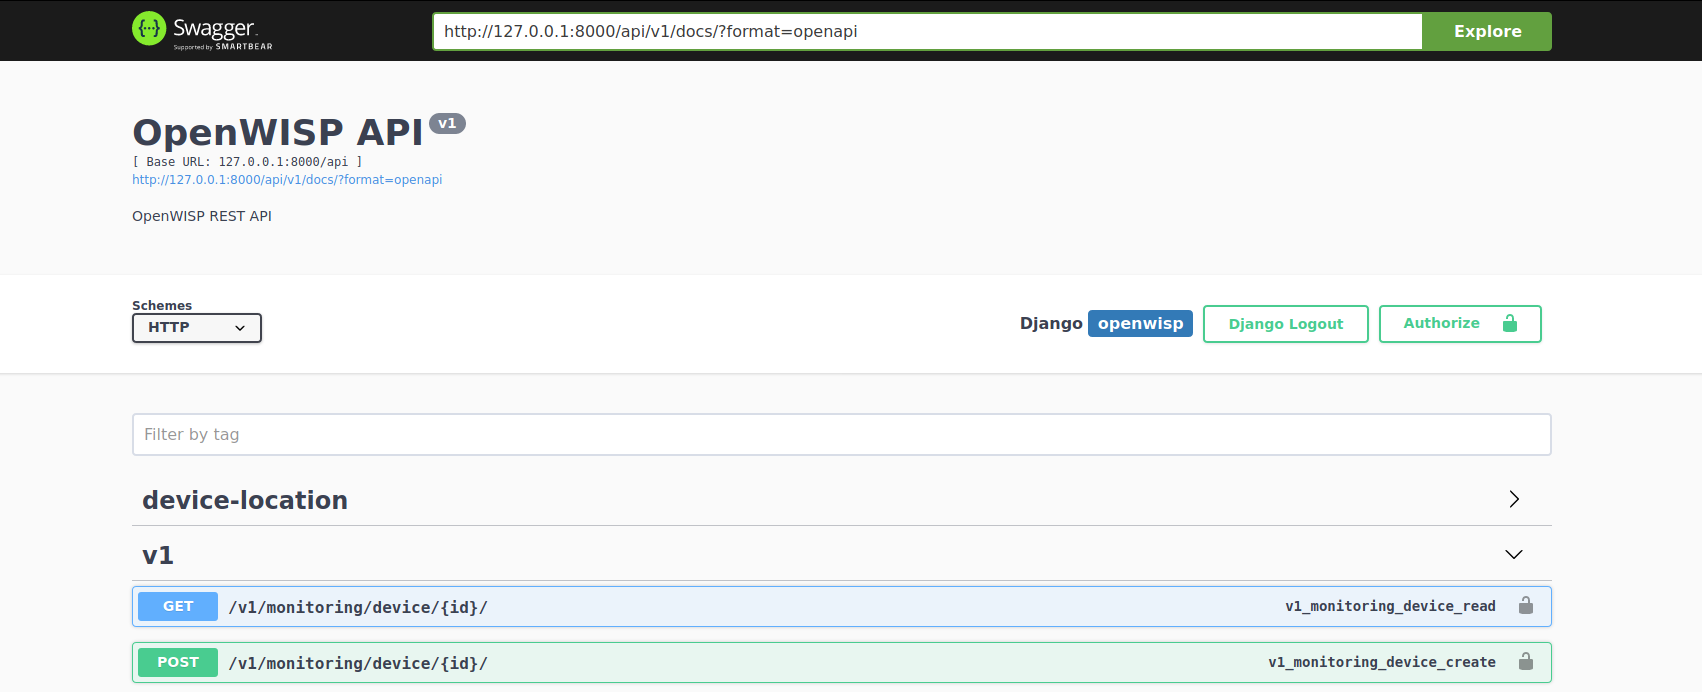 Swagger
Supported by SMARTBEAR
http://127.0.0.1:8000/api/v1/docs/?format=openapi
Explore
OpenWISP API v1
[ Base URL: 127.0.0.1:8000/api ]
http://127.0.0.1:8000/api/v1/docs/?format=openapi
OpenWISP REST API
Schemes
HTTP
Django openwisp
Django Logout
Authorize
Filter by tag
device-location
v1
GET /v1/monitoring/device/{id}/ v1_monitoring_device_read
POST /v1/monitoring/device/{id}/ v1_monitoring_device_create